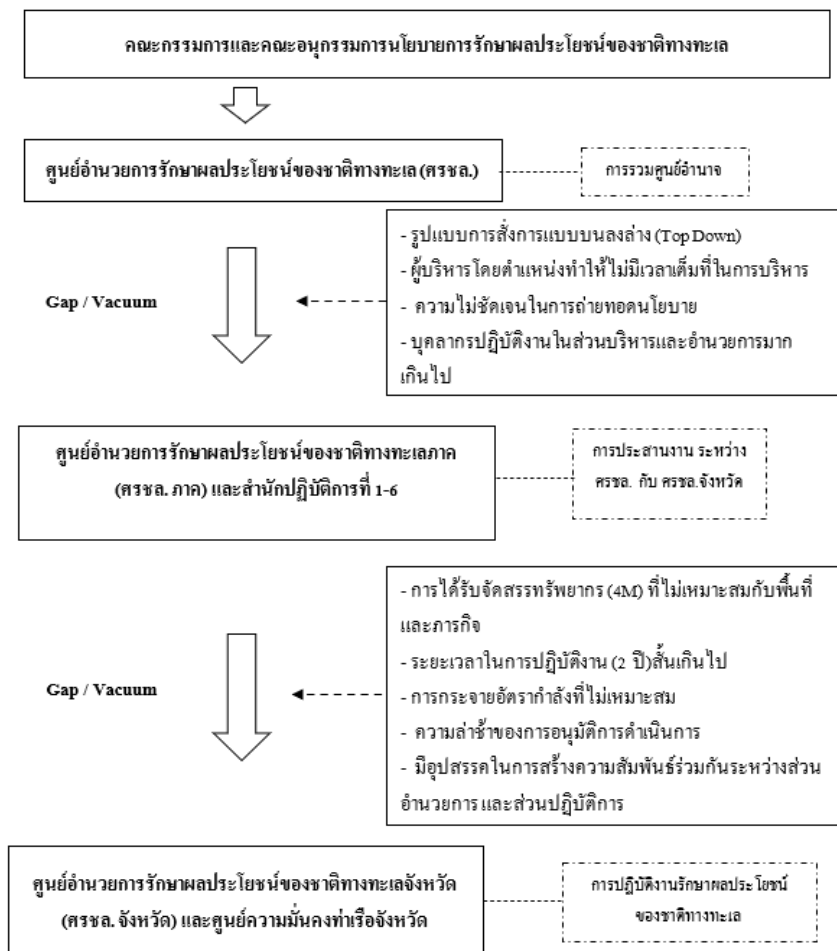 คณะกรรมการและคณะอนุกรรมการนโยบายการรักษาผลประโยชน์ของชาติทางทะเล
ศูนย์อำนวยการรักษาผลประโยชน์ของชาติทางทะเล (ศรชล.)
การรวมศูนย์อำนาจ
Gap / Vacuum
- รูปแบบการสั่งการแบบบนลงล่าง (Top Down)
- ผู้บริหารโดยตำแหน่งทำให้ไม่มีเวลาเต็มที่ในการบริหาร
- ความไม่ชัดเจนในการถ่ายทอดนโยบาย
- บุคลากรปฏิบัติงานในส่วนบริหารและอำนวยการมาก
เกินไป
ศูนย์อำนวยการรักษาผลประโยชน์ของชาติทางทะเลภาค
(ศรชล. ภาค) และสำนักปฏิบัติการที่ 1-6
การประสานงาน ระหว่าง
ศรชล. กับ ศรชล.จังหวัด
Gap / Vacuum
- การได้รับจัดสรรทรัพยากร (4M) ที่ไม่เหมาะสมกับพื้นที่
และภารกิจ
- ระยะเวลาในการปฏิบัติงาน (2 ปี)สั้นเกินไป
- การกระจายอัตรากำลังที่ไม่เหมาะสม
- ความล่าช้าของการอนุมัติการดำเนินการ
- มีอุปสรรคในการสร้างความสัมพันธ์ร่วมกันระหว่างส่วน
อำนวยการ และส่วนปฏิบัติการ
ศูนย์อำนวยการรักษาผลประโยชน์ของชาติทางทะเลจังหวัด
(ศรชล. จังหวัด) และศูนย์ความมั่นคงท่าเรือจังหวัด
การปฏิบัติงานรักษาผลประโยชน์
ของชาติทางทะเล